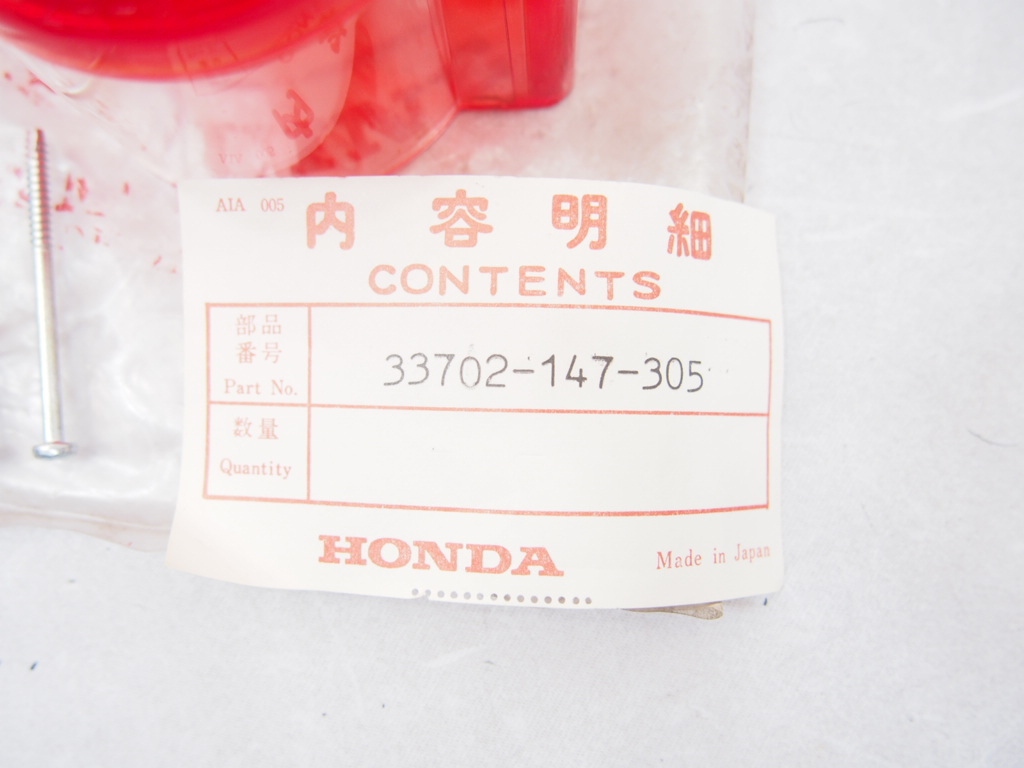 AIA 005
内容明細
CONTENTS
部品
番号
Part No.
33702-147-305
数量
Quantity
HONDA
Made in Japan